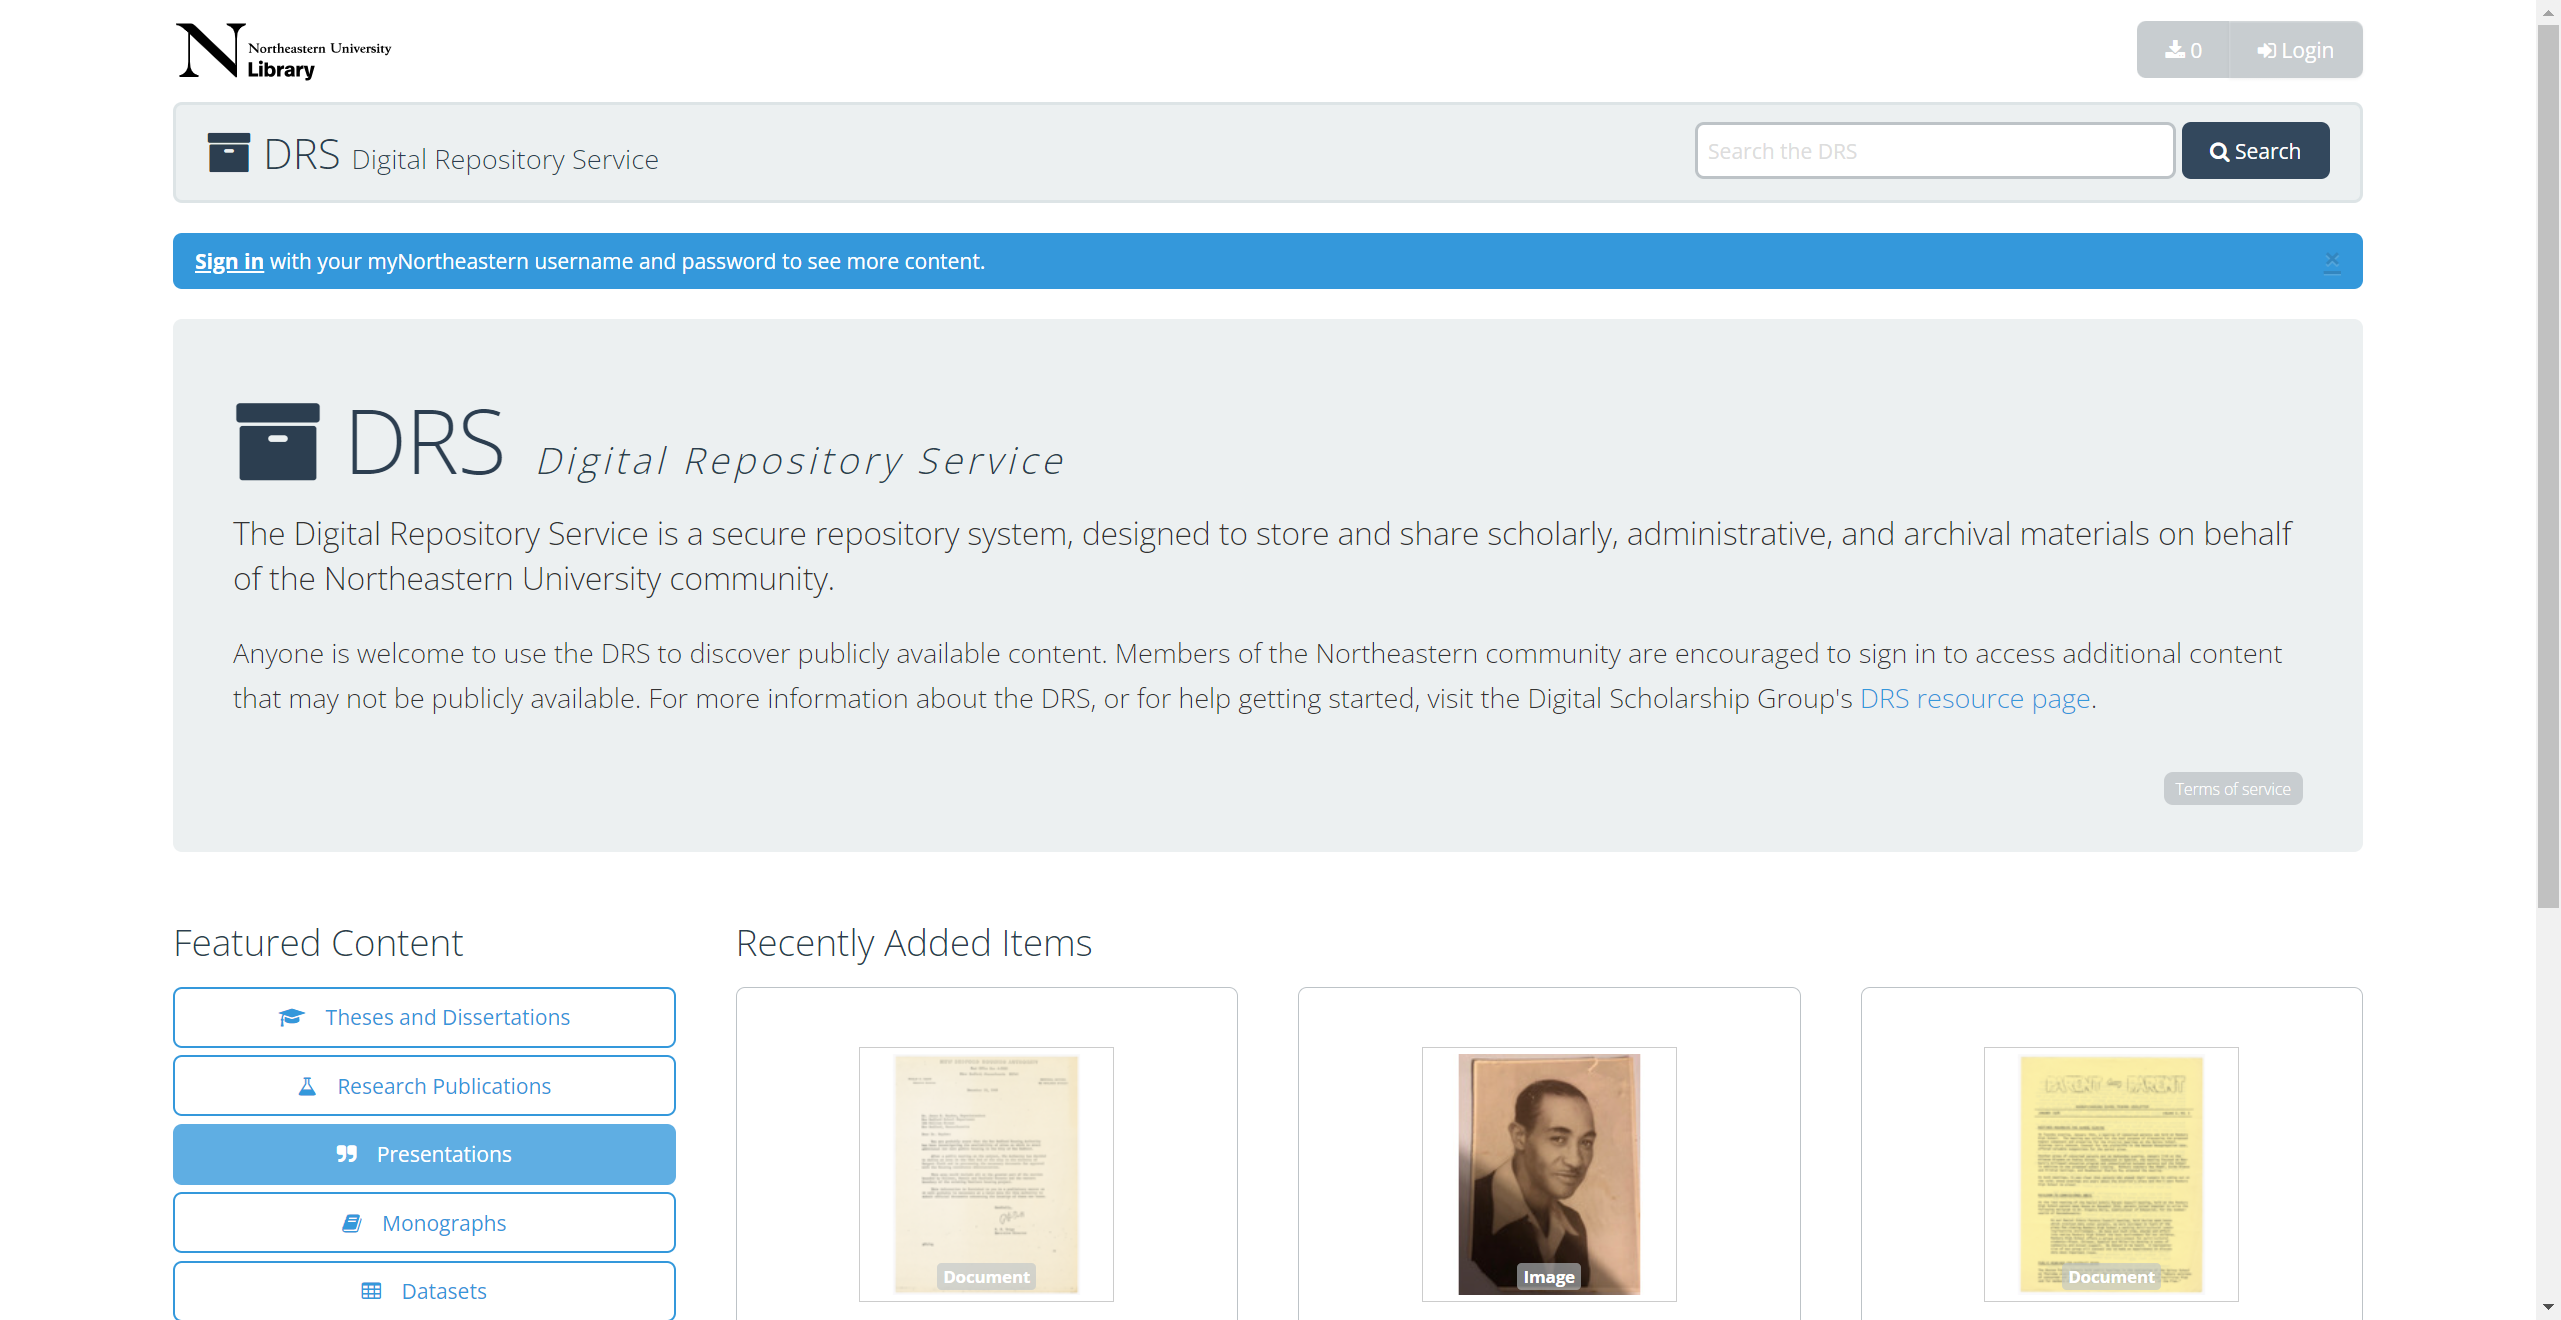 Northeastern University
Library
0
Login
DRS Digital Repository Service
Search the DRS
Search
Sign in with your myNortheastern username and password to see more content.
×
DRS Digital Repository Service
The Digital Repository Service is a secure repository system, designed to store and share scholarly, administrative, and archival materials on behalf
of the Northeastern University community.
Anyone is welcome to use the DRS to discover publicly available content. Members of the Northeastern community are encouraged to sign in to access additional content
that may not be publicly available. For more information about the DRS, or for help getting started, visit the Digital Scholarship Group's DRS resource page.
Terms of service
Featured Content
Theses and Dissertations
Research Publications
Presentations
Monographs
Datasets
Recently Added Items
Document
Image
PARENT PARENT
Document